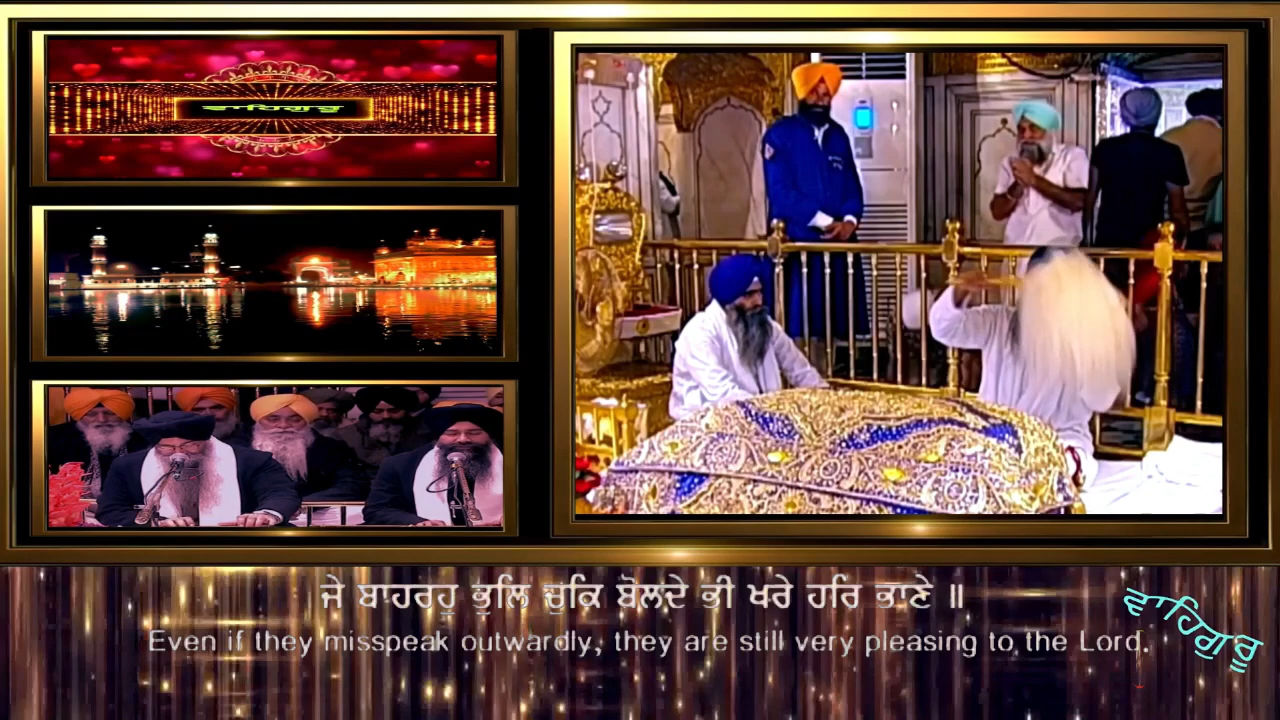 ਵਾਹਿਗੁਰੂ
ਜੇ ਬਾਹਰਹੁ ਭੁਲਿ ਚੁਕਿ ਬੋਲਦੇ ਭੀ ਖਰੇ ਹਰਿ ਭਾਣੇ ॥
Even if they misspeak outwardly, they are still very pleasing to the Lord.
ਵਾਹਿਗੁਰੂ